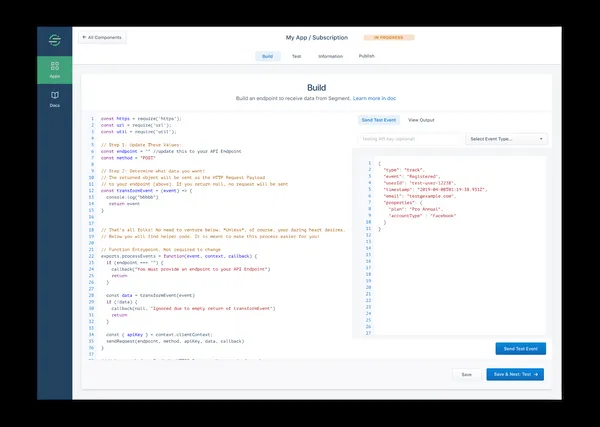 ← All Components
My App / Subscription
IN PROGRESS
Apps
Docs
Build
Test
Information
Publish
Build
Build an endpoint to receive data from Segment. Learn more in doc
1 const https = require('https');
2 const url = require('url');
3 const util = require('util');
4
5 // Step 1: Update These Values:
6 const endpoint = "" //update this to your API Endpoint
7 const method = "POST"
8
9 // Step 2: Determine what data you want!
10 // The returned object will be sent va the HTTP Request Payload
11 // to your endpoint (above). If you return null, no request will be sent
12 const transformEvent = (event) => {
13 console.log("bbbbb")
14 return event
15 }
16
17
18 // That's all folks! No need to venture below. *Unless*, of course, your daring heart desires.
19 // Below you will find helper code. It is meant to make this process easier for you!
20
21 // Function Entrypoint. Not required to change
22 exports.processEvents = function(event, context, callback) {
23 if (endpoint === "") {
24 callback("You must provide an endpoint to your API Endpoint")
25 return
26 }
27
28 const data = transformEvent(event)
29 if (!data) {
30 callback(null, "Ignored due to empty return of transformEvent")
31 return
32 }
33
34 const { apiKey } = context.clientContext;
35 sendRequest(endpoint, method, apiKey, data, callback)
36 }
37
Send Test Event
View Output
Testing API Key (optional)
Select Event Type...
1 {
2 "type": "track",
3 "event": "Registered",
4 "userId": "test-user-12238",
5 "timestamp":
6 "email":
7 "properties": {
8 "plan": "Pro Annual",
9 "accountType" : "Facebook"
10 }
11 }
12
13
14
15
16
17
18
19
20
21
22
23
24
25
26
27
Send Test Event
Save
Save & Next: Test →